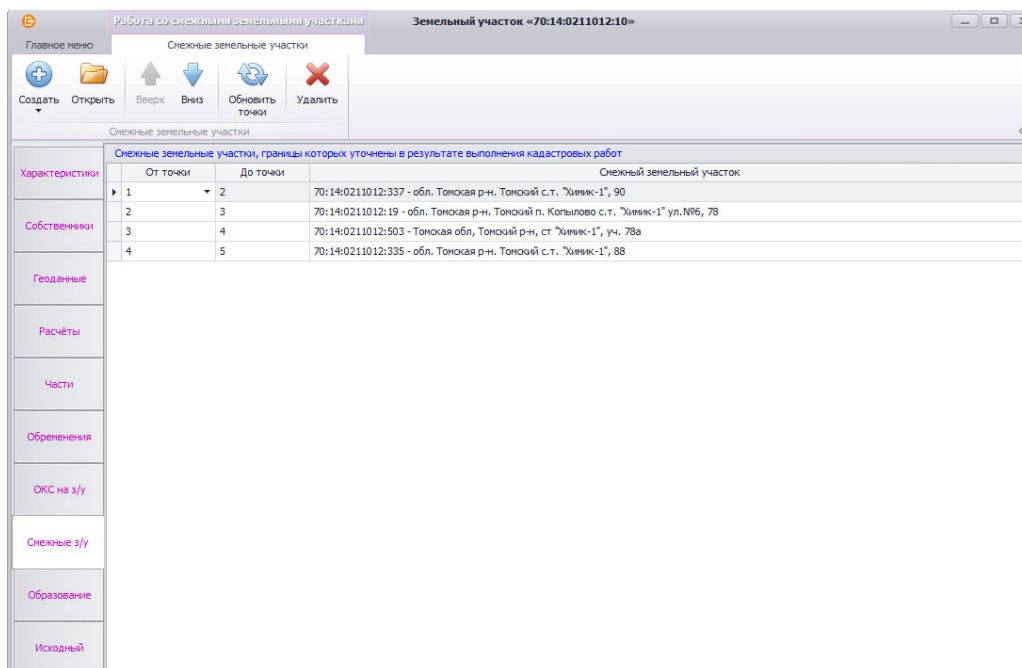 Работа со смежными земельными участками
Земельный участок «70:14:0211012:10»
Главное меню
Смежные земельные участки
Создать
Открыть
Вверх
Вниз
Обновить точки
Удалить
Смежные земельные участки
Характеристики
Собственники
Геоданные
Расчёты
Части
Обременения
ОКС на з/у
Смежные з/у
Образование
Исходный
Смежные земельные участки, границы которых уточнены в результате выполнения кадастровых работ
От точки До точки Смежный земельный участок
1 2 70:14:0211012:337 - обл. Томская р-н. Томский с.т. "Химик-1", 90
2 3 70:14:0211012:19 - обл. Томская р-н. Томский п. Копылово с.т. "Химик-1" ул.№6, 78
3 4 70:14:0211012:503 - Томская обл, Томский р-н, ст "Химик-1", уч. 78а
4 5 70:14:0211012:335 - обл. Томская р-н. Томский с.т. "Химик-1", 88